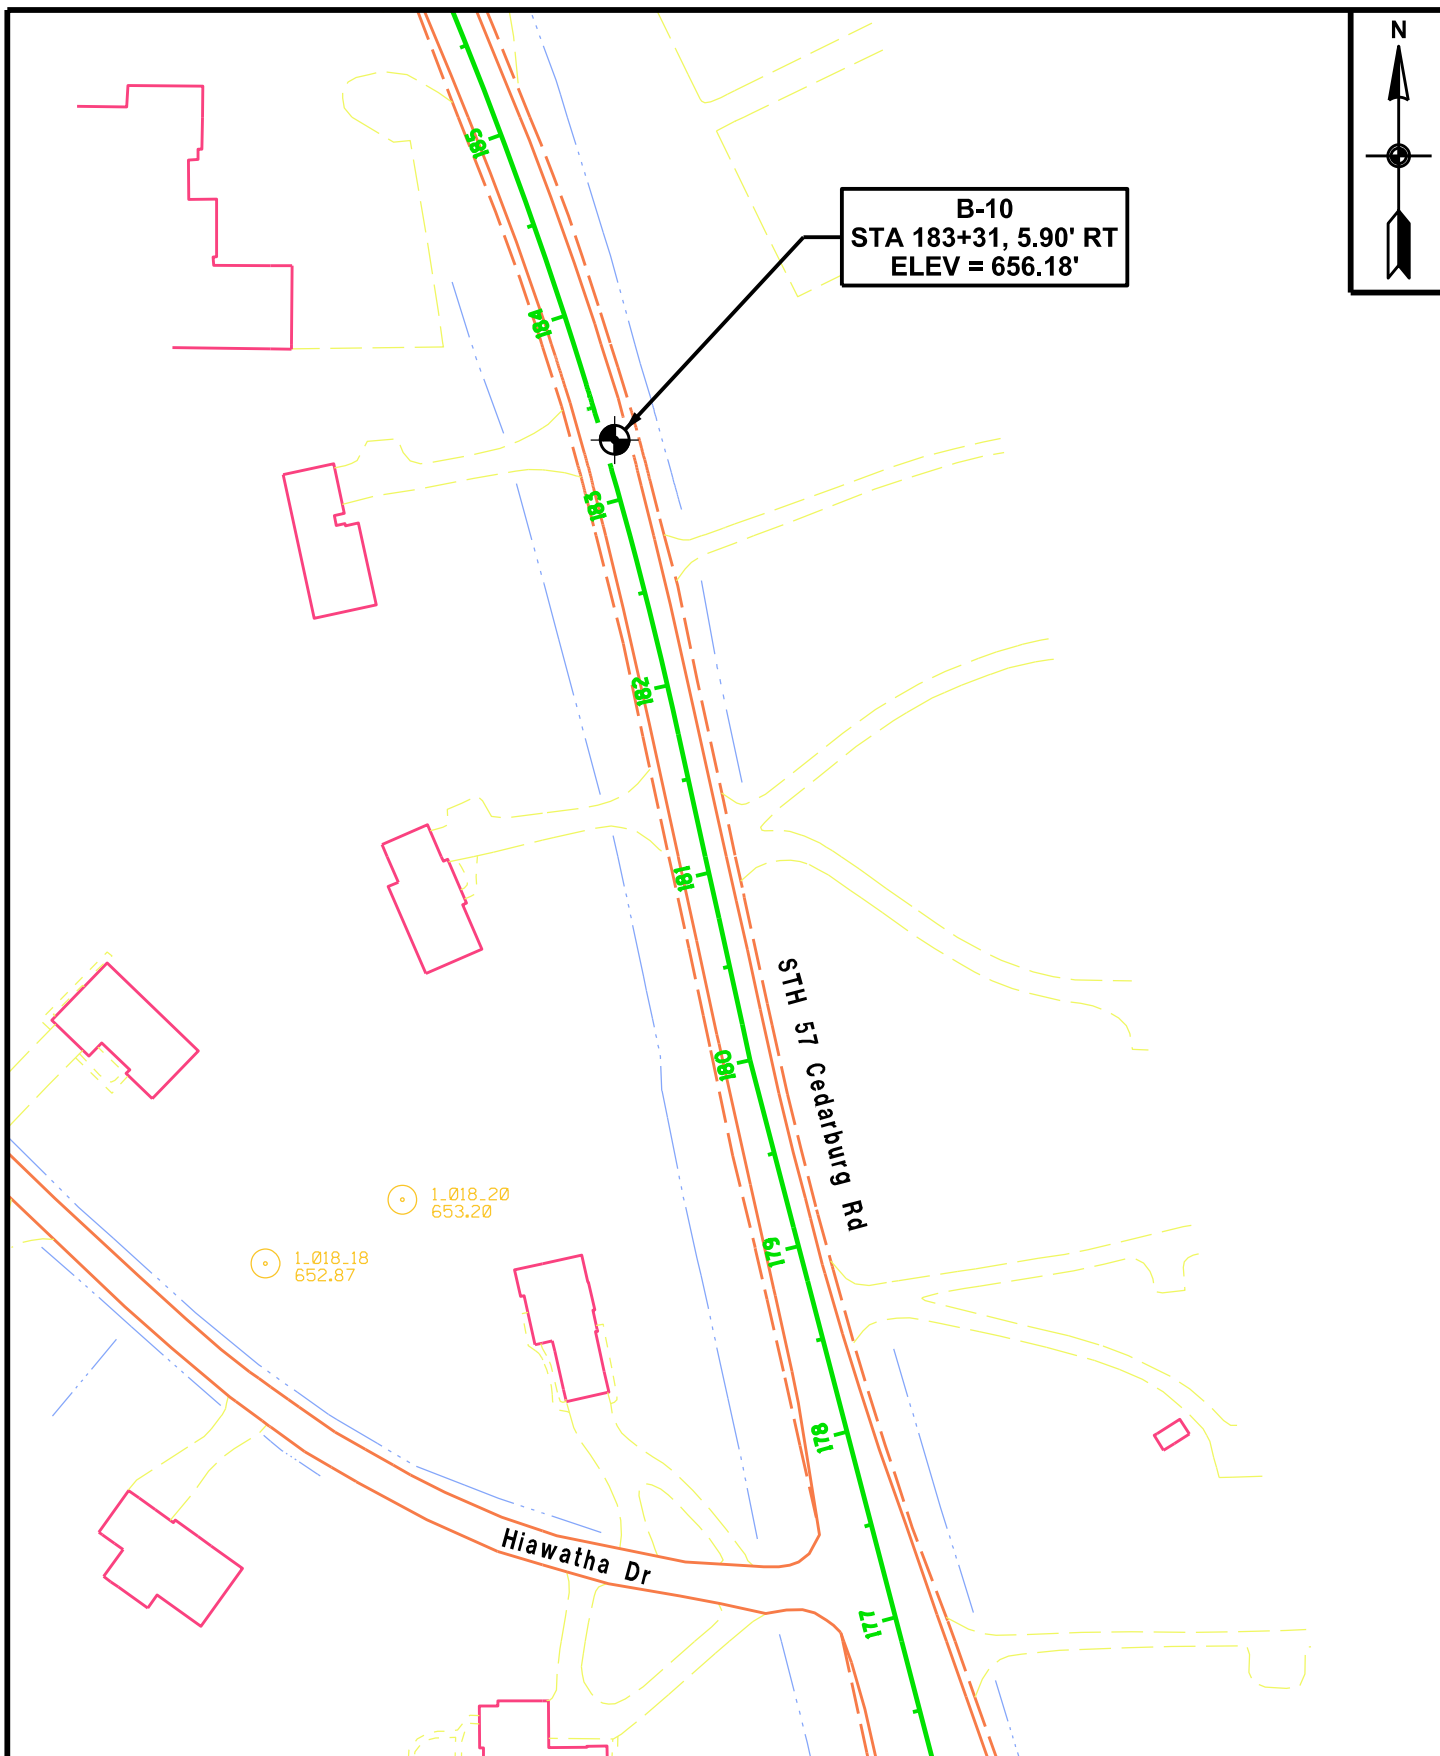 N
B-10
STA 183+31, 5.90' RT
ELEV = 656.18'
185
184
183
182
181
180
179
178
177
STH 57 Cedarburg Rd
1_018_20
653.20
1_018_18
652.87
Hiawatha Dr